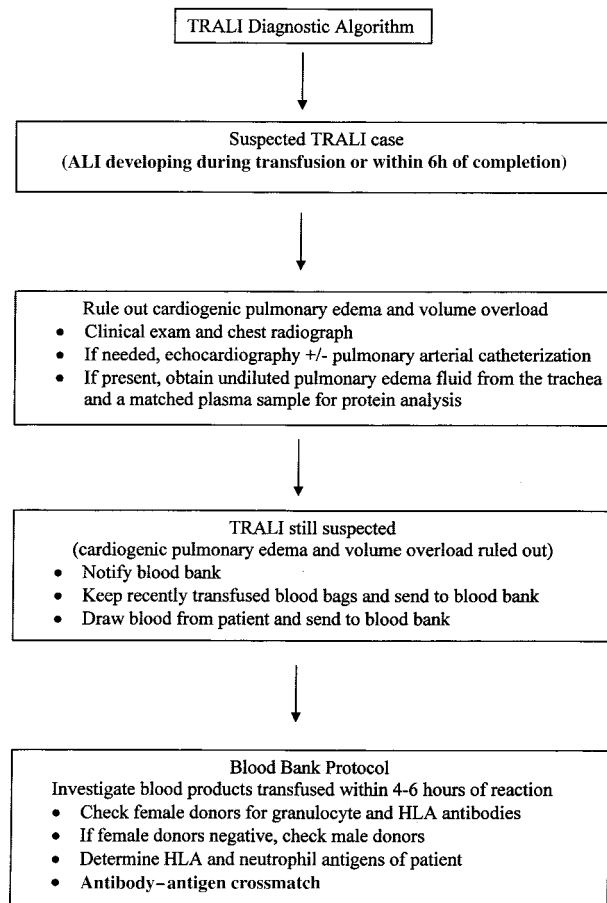 TRALI Diagnostic Algorithm
Suspected TRALI case
(ALI developing during transfusion or within 6h of completion)
Rule out cardiogenic pulmonary edema and volume overload
• Clinical exam and chest radiograph
• If needed, echocardiography +/- pulmonary arterial catheterization
• If present, obtain undiluted pulmonary edema fluid from the trachea
and a matched plasma sample for protein analysis
TRALI still suspected
(cardiogenic pulmonary edema and volume overload ruled out)
• Notify blood bank
• Keep recently transfused blood bags and send to blood bank
• Draw blood from patient and send to blood bank
Blood Bank Protocol
Investigate blood products transfused within 4-6 hours of reaction
• Check female donors for granulocyte and HLA antibodies
• If female donors negative, check male donors
• Determine HLA and neutrophil antigens of patient
• Antibody–antigen crossmatch